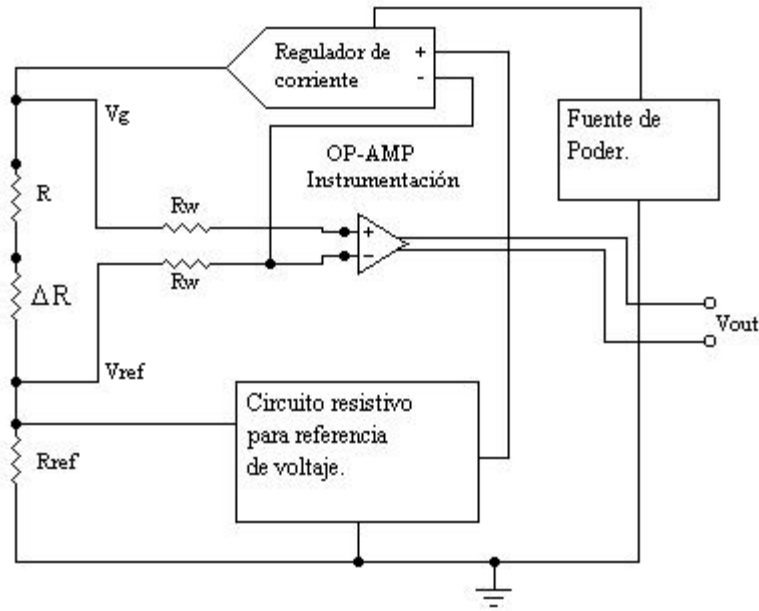 Regulador de +
corriente -
Vg
Fuente de
Poder.
OP-AMP
Instrumentación
R
Rw
+
-
Rw
ΔR
Vout
Vref
Circuito resistivo
para referencia
de voltaje.
Rref